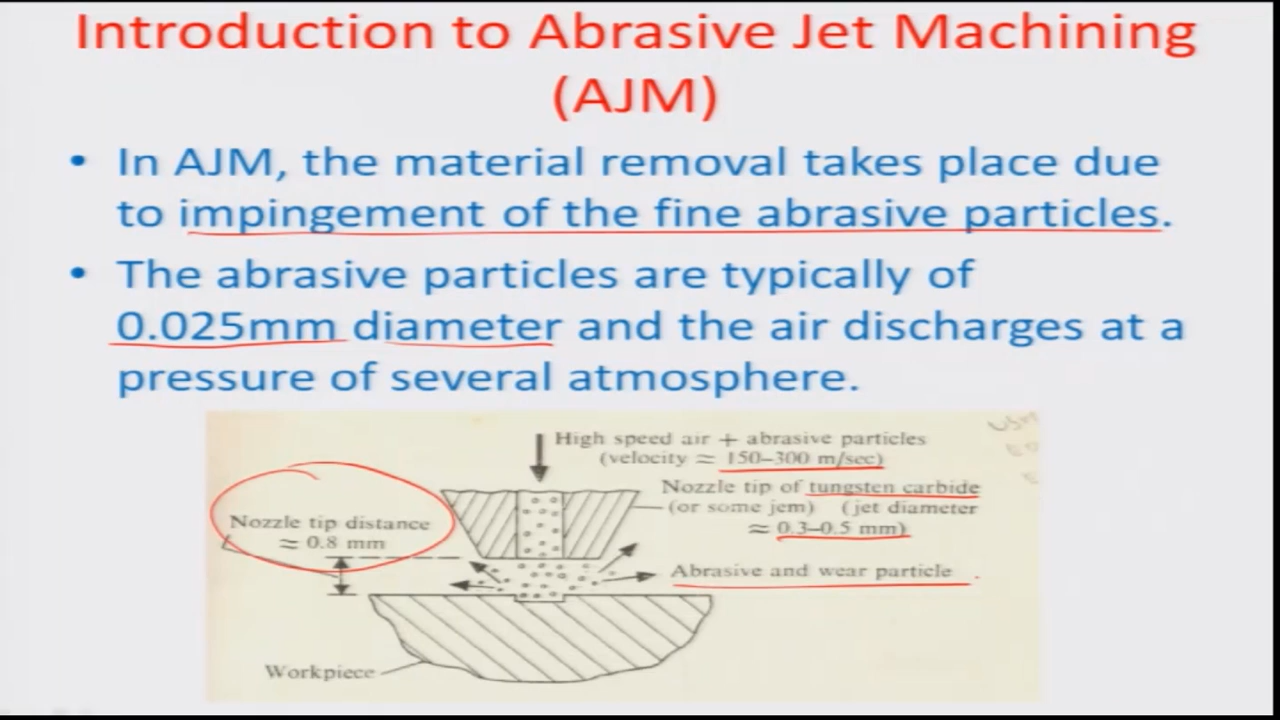 Introduction to Abrasive Jet Machining
(AJM)
• In AJM, the material removal takes place due
to impingement of the fine abrasive particles.
• The abrasive particles are typically of
0.025mm diameter and the air discharges at a
pressure of several atmosphere.
High speed air + abrasive particles
(velocity ≈ 150–300 m/sec)
Nozzle tip of tungsten carbide
(or some jem) (jet diameter
≈ 0.3–0.5 mm)
Nozzle tip distance
≈ 0.8 mm
Abrasive and wear particle
Workpiece